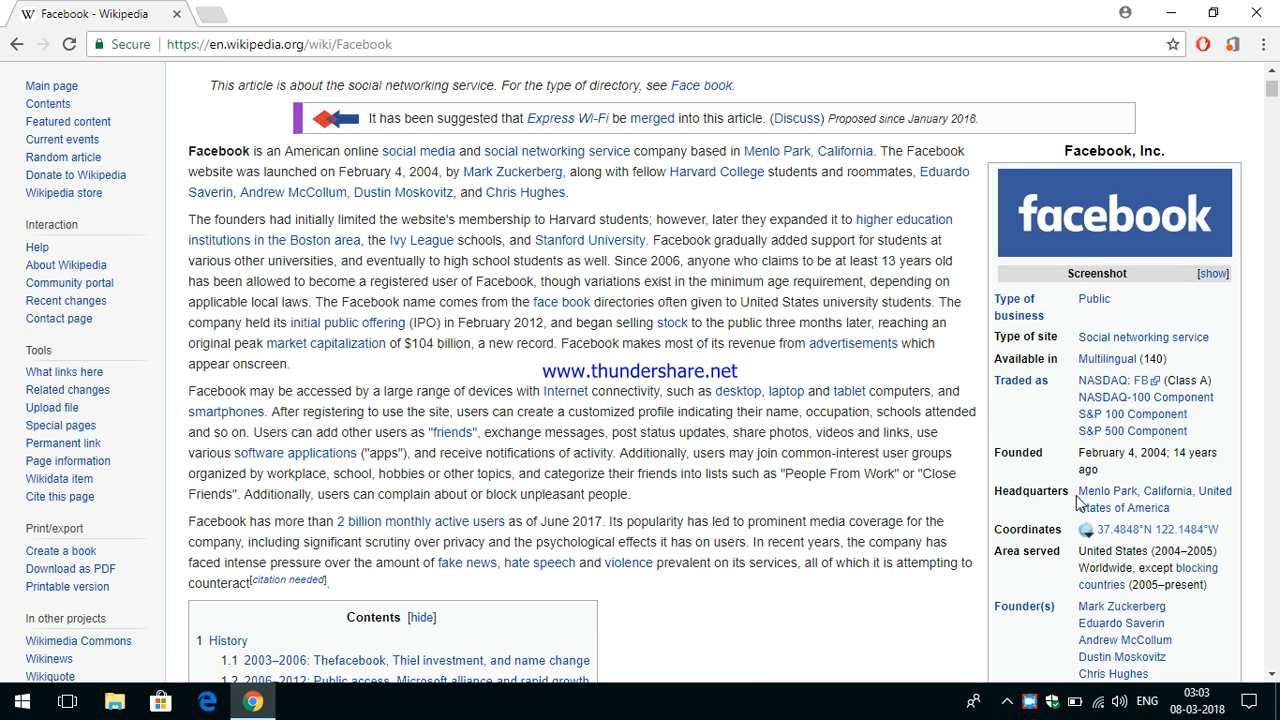 Facebook - Wikipedia
Secure https://en.wikipedia.org/wiki/Facebook
Main page
Contents
Featured content
Current events
Random article
Donate to Wikipedia
Wikipedia store
Interaction
Help
About Wikipedia
Community portal
Recent changes
Contact page
Tools
What links here
Related changes
Upload file
Special pages
Permanent link
Page information
Wikidata item
Cite this page
Print/export
Create a book
Download as PDF
Printable version
In other projects
Wikimedia Commons
Wikinews
Wikiquote
This article is about the social networking service. For the type of directory, see Face book.
It has been suggested that Express Wi-Fi be merged into this article. (Discuss) Proposed since January 2018.
Facebook is an American online social media and social networking service company based in Menlo Park, California. The Facebook
website was launched on February 4, 2004, by Mark Zuckerberg, along with fellow Harvard College students and roommates, Eduardo
Saverin, Andrew McCollum, Dustin Moskovitz, and Chris Hughes.
The founders had initially limited the website's membership to Harvard students; however, later they expanded it to higher education
institutions in the Boston area, the Ivy League schools, and Stanford University. Facebook gradually added support for students at
various other universities, and eventually to high school students as well. Since 2006, anyone who claims to be at least 13 years old
has been allowed to become a registered user of Facebook, though variations exist in the minimum age requirement, depending on
applicable local laws. The Facebook name comes from the face book directories often given to United States university students. The
company held its initial public offering (IPO) in February 2012, and began selling stock to the public three months later, reaching an
original peak market capitalization of $104 billion, a new record. Facebook makes most of its revenue from advertisements which
appear onscreen.
www.thundershare.net
Facebook may be accessed by a large range of devices with Internet connectivity, such as desktop, laptop and tablet computers, and
smartphones. After registering to use the site, users can create a customized profile indicating their name, occupation, schools attended
and so on. Users can add other users as "friends", exchange messages, post status updates, share photos, videos and links, use
various software applications ("apps"), and receive notifications of activity. Additionally, users may join common-interest user groups
organized by workplace, school, hobbies or other topics, and categorize their friends into lists such as "People From Work" or "Close
Friends". Additionally, users can complain about or block unpleasant people.
Facebook has more than 2 billion monthly active users as of June 2017. Its popularity has led to prominent media coverage for the
company, including significant scrutiny over privacy and the psychological effects it has on users. In recent years, the company has
faced intense pressure over the amount of fake news, hate speech and violence prevalent on its services, all of which it is attempting to
counteract[citation needed].
Contents [hide]
1 History
1.1 2003–2006: Thefacebook, Thiel investment, and name change
1.2 2006–2012: Public access, Microsoft alliance and rapid growth
Facebook, Inc.
facebook
Screenshot [show]
Type of business Public
Type of site Social networking service
Available in Multilingual (140)
Traded as NASDAQ: FB (Class A)
NASDAQ-100 Component
S&P 100 Component
S&P 500 Component
Founded February 4, 2004; 14 years
ago
Headquarters Menlo Park, California, United
States of America
Coordinates 37.4848°N 122.1484°W
Area served United States (2004–2005)
Worldwide, except blocking
countries (2005–present)
Founder(s) Mark Zuckerberg
Eduardo Saverin
Andrew McCollum
Dustin Moskovitz
Chris Hughes
ENG
03:03
08-03-2018